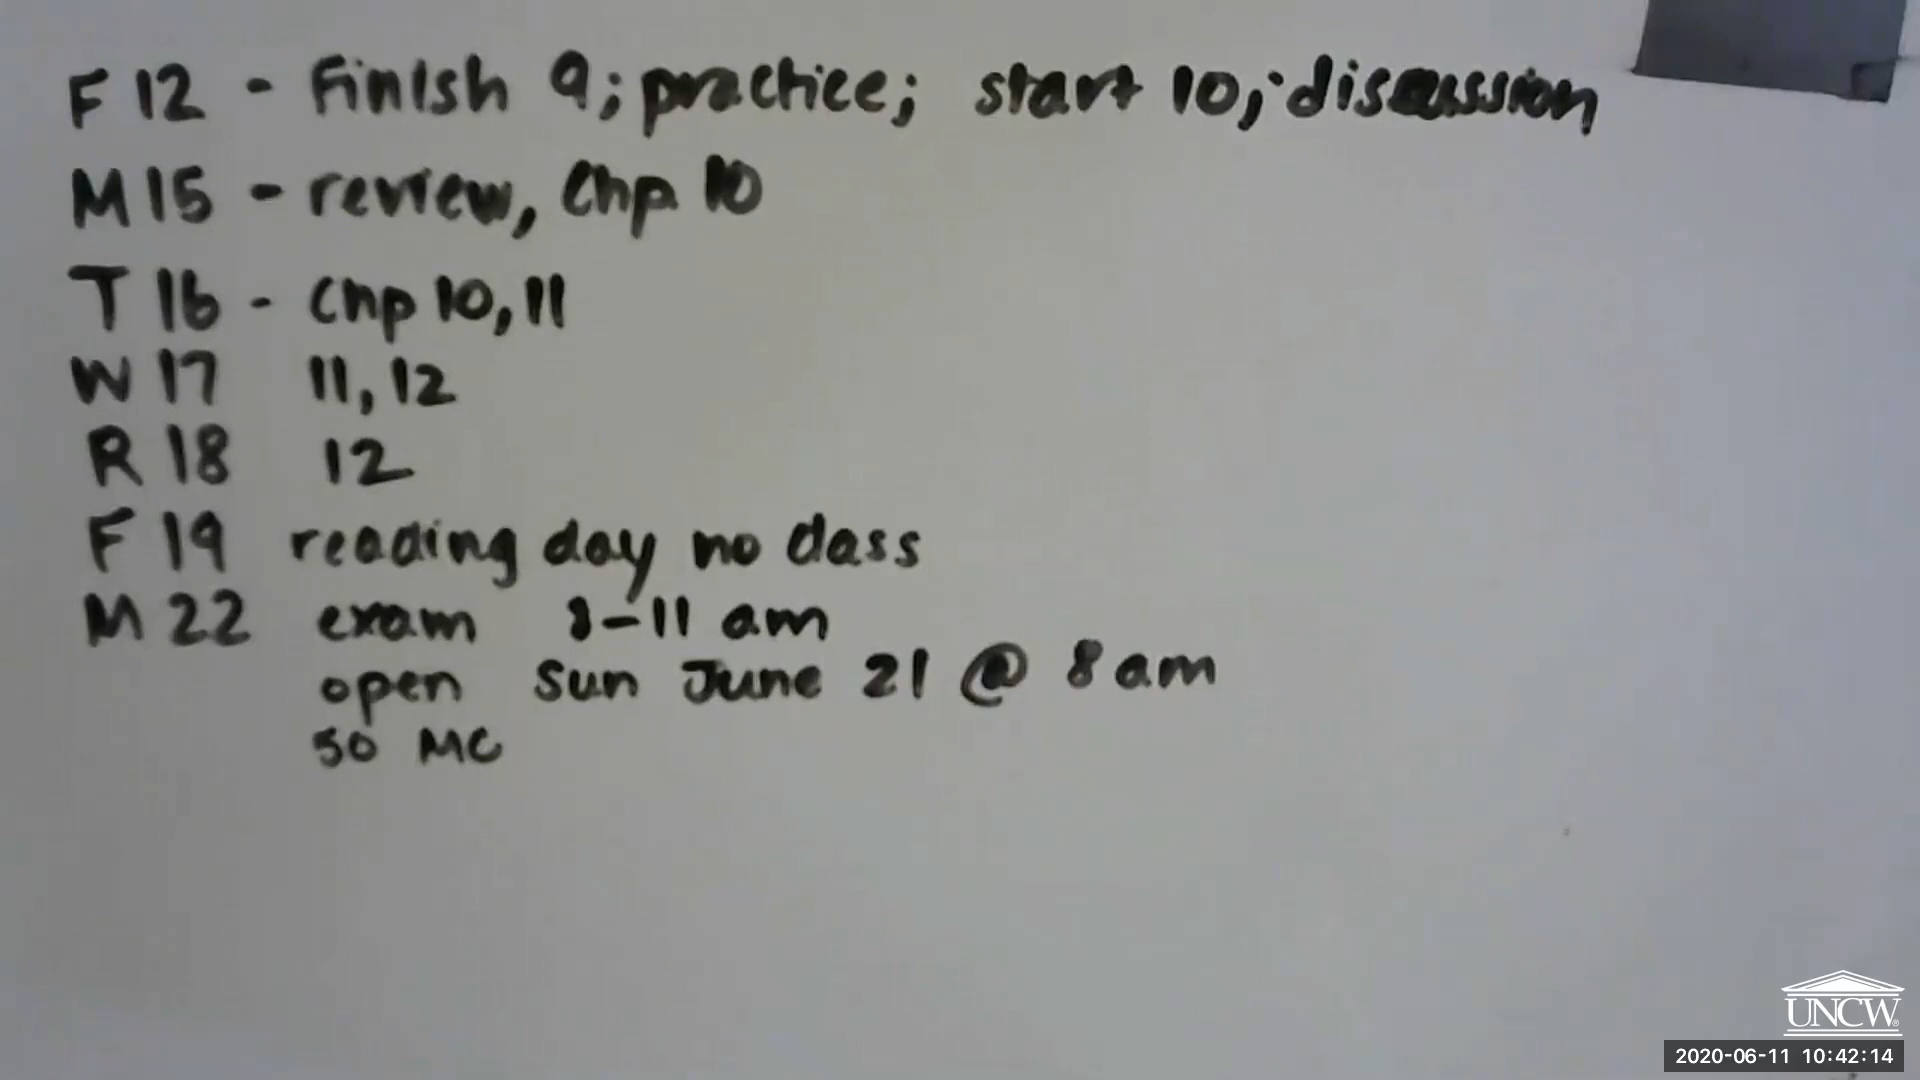 F 12 - Finish 9; practice; start 10; discussion
M 15 - review, Chp 10
T 16 - Chp 10, 11
W 17 11, 12
R 18 12
F 19 reading day no class
M 22 exam 8-11 am
open Sun June 21 @ 8 am
50 MC
UNCW
2020-06-11 10:42:14